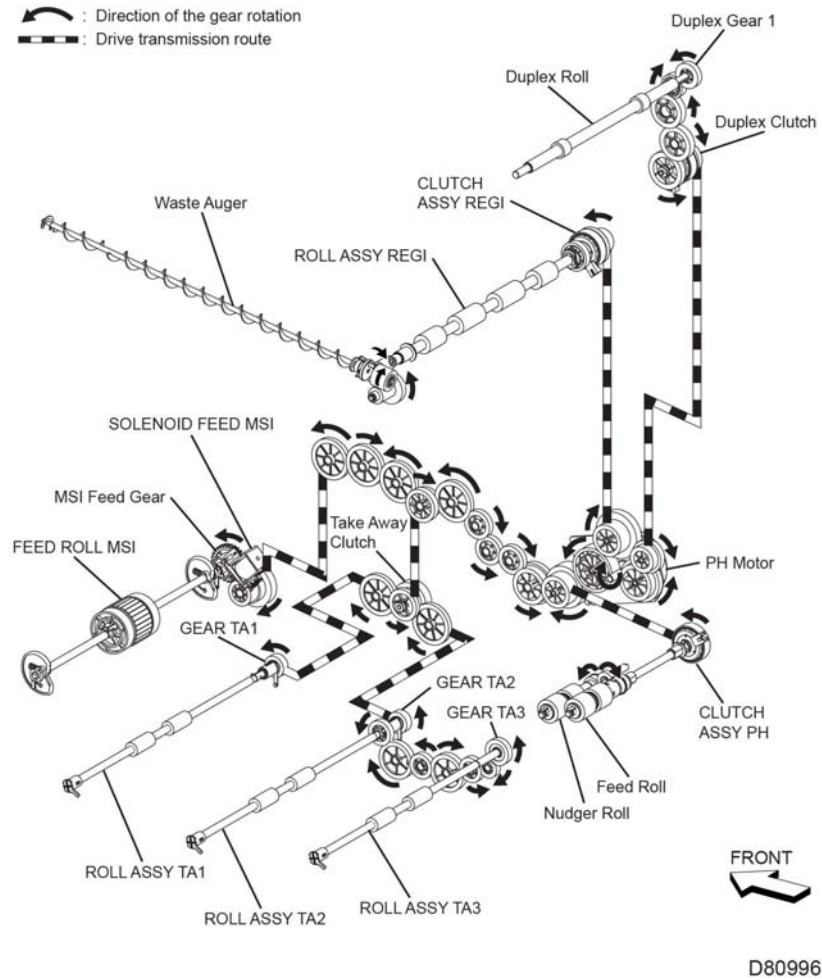 : Direction of the gear rotation
: Drive transmission route
Duplex Gear 1
Duplex Roll
Duplex Clutch
CLUTCH
ASSY REGI
Waste Auger
ROLL ASSY REGI
SOLENOID FEED MSI
MSI Feed Gear
Take Away
Clutch
FEED ROLL MSI
PH Motor
GEAR TA1
GEAR TA2
GEAR TA3
CLUTCH
ASSY PH
Feed Roll
Nudger Roll
ROLL ASSY TA1
ROLL ASSY TA2
ROLL ASSY TA3
FRONT
D80996